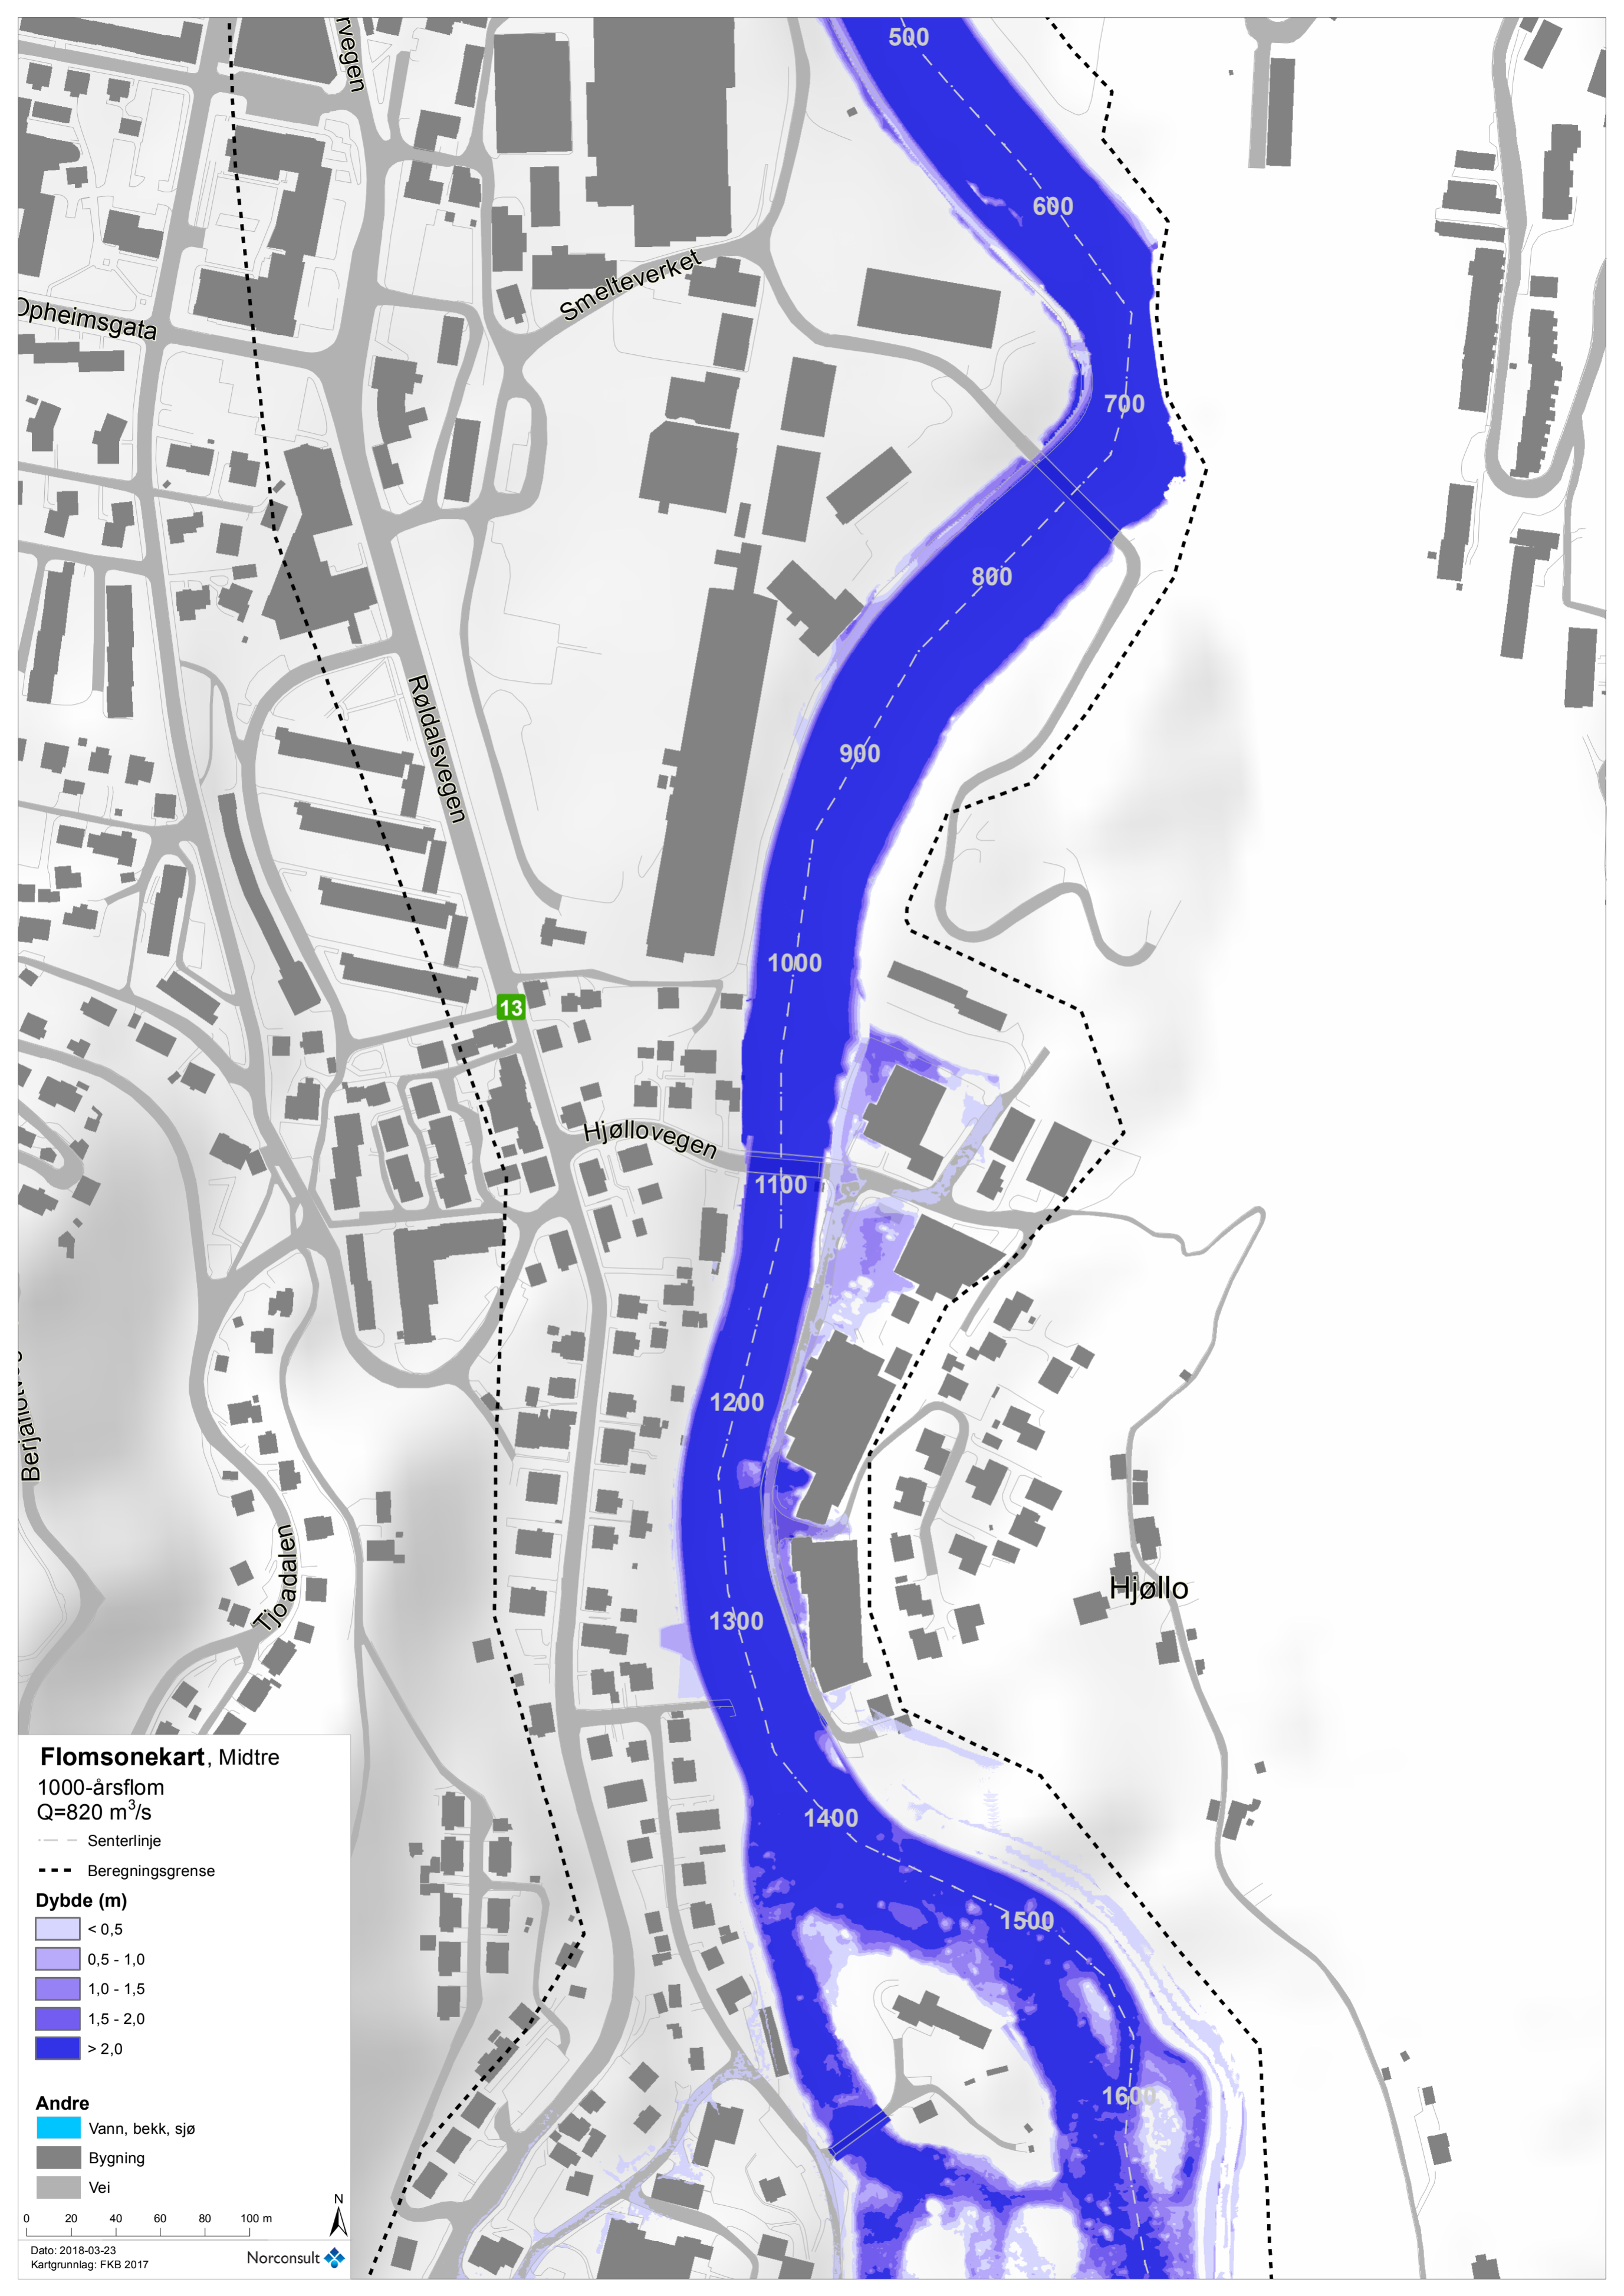 500
rvegen
600
Smelteverket
Opheimsgata
700
800
Røldalsvegen
900
1000
13
Hjøllovegen
1100
1200
Tjoadalen
Hjøllo
1300
1400
1500
1600
Flomsonekart, Midtre
1000-årsflom
Q=820 m³/s
Senterlinje
Beregningsgrense
Dybde (m)
< 0,5
0,5 - 1,0
1,0 - 1,5
1,5 - 2,0
> 2,0
Andre
Vann, bekk, sjø
Bygning
Vei
N
0 20 40 60 80 100 m
Dato: 2018-03-23
Kartgrunnlag: FKB 2017
Norconsult